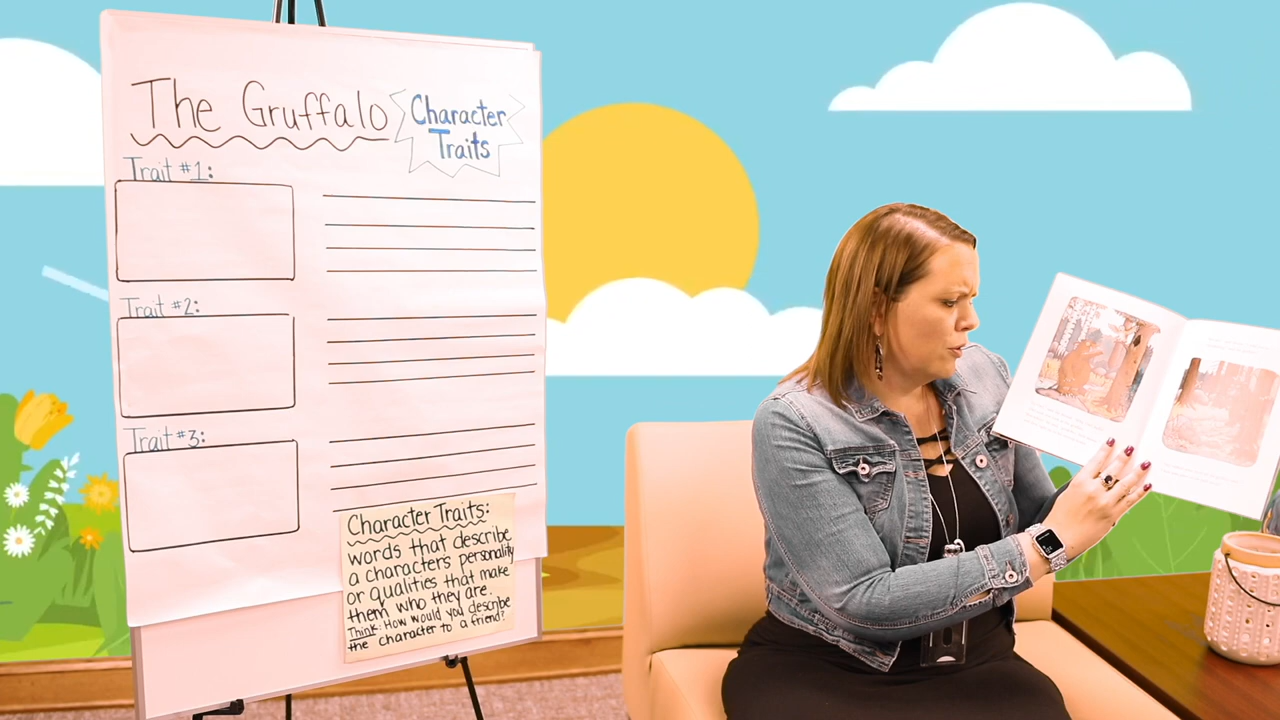 The Gruffalo
Character
Traits
Trait #1:
Trait #2:
Trait #3:
Character Traits:
words that describe
a characters personality
or qualities that make
them who they are.
Think: How would you describe
the character to a friend?